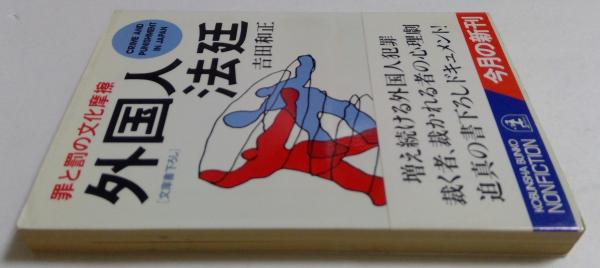 罪と罰の文化摩擦
外国人
法廷
CRIME AND
PUNISHMENT
IN JAPAN
吉田和正
[文庫書下ろし]
増え続ける外国人犯罪
裁く者、裁かれる者の心理劇
迫真の書下ろしドキュメント!
今月の新刊
KOBUNSHA BUNKO
NONFICTION